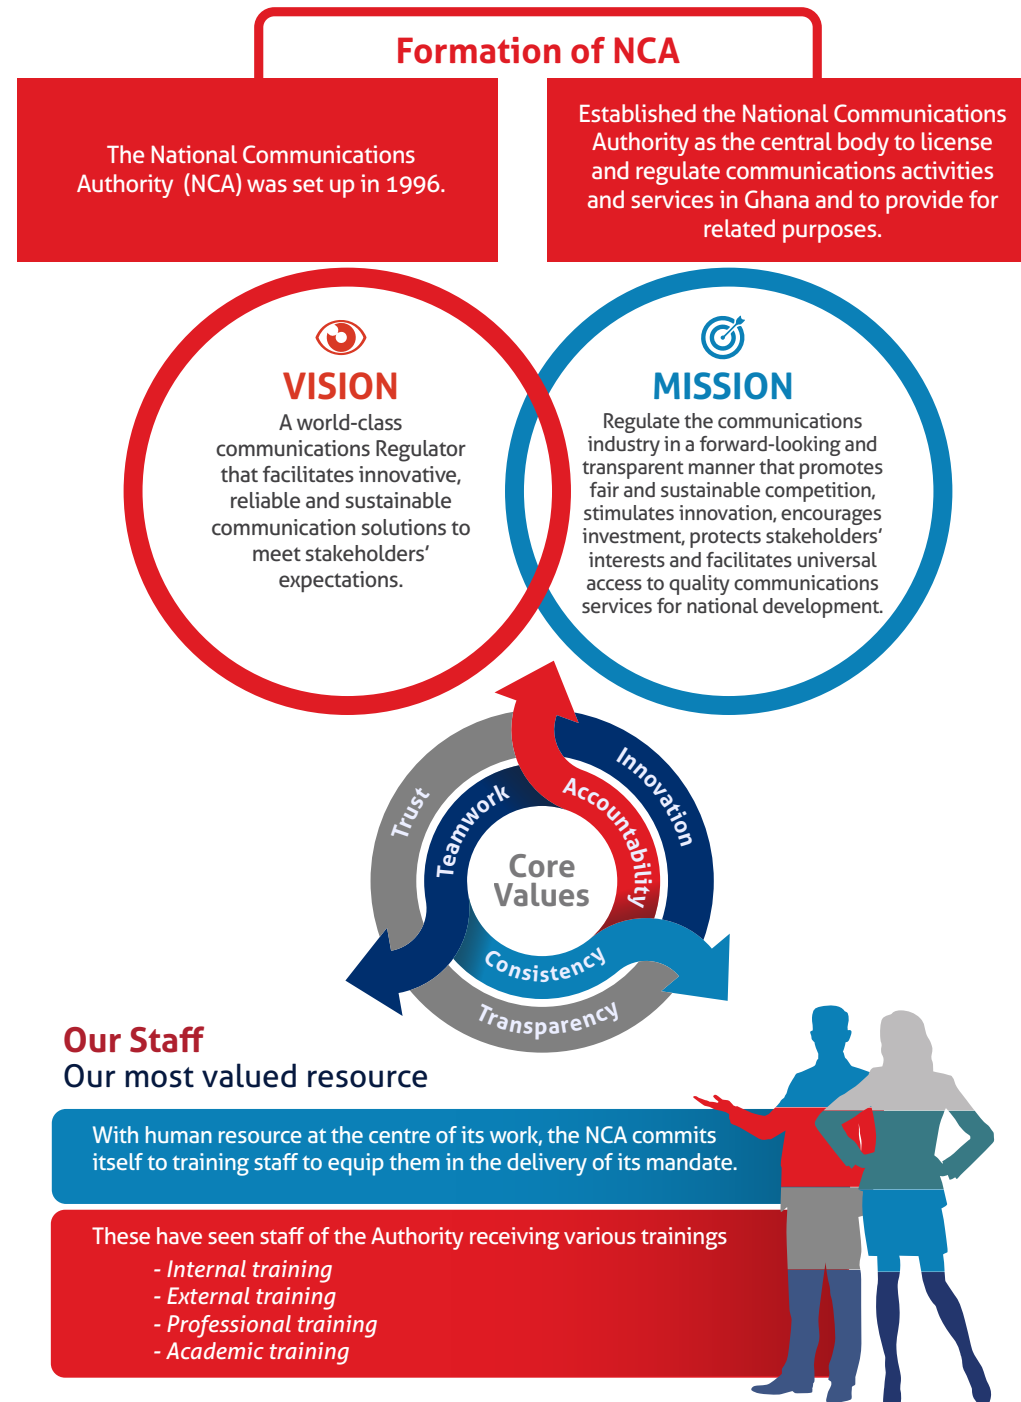 Formation of NCA
The National Communications
Authority (NCA) was set up in 1996.
Established the National Communications
Authority as the central body to license
and regulate communications activities
and services in Ghana and to provide for
related purposes.
VISION
A world-class
communications Regulator
that facilitates innovative,
reliable and sustainable
communication solutions to
meet stakeholders’
expectations.
MISSION
Regulate the communications
industry in a forward-looking and
transparent manner that promotes
fair and sustainable competition,
stimulates innovation, encourages
investment, protects stakeholders’
interests and facilitates universal
access to quality communications
services for national development.
Trust
Teamwork
Accountability
Innovation
Core
Values
Consistency
Transparency
Our Staff
Our most valued resource
With human resource at the centre of its work, the NCA commits
itself to training staff to equip them in the delivery of its mandate.
These have seen staff of the Authority receiving various trainings
- Internal training
- External training
- Professional training
- Academic training